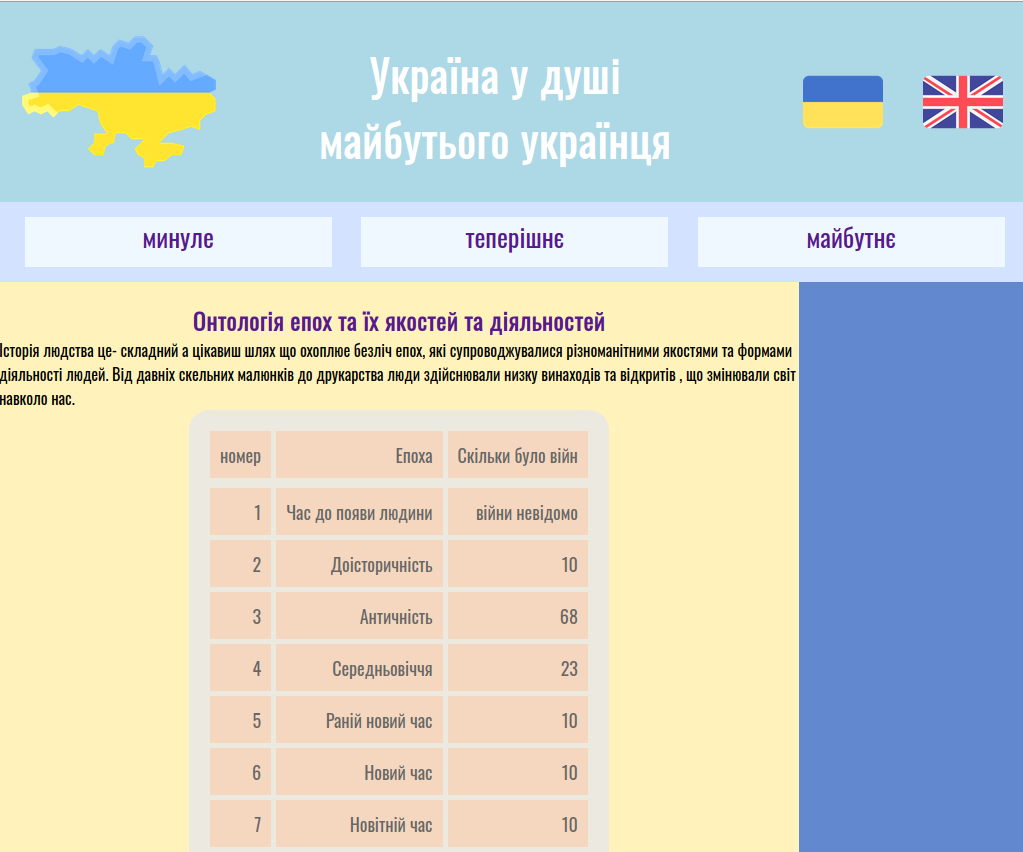 Україна у душі
майбутього українця
минуле теперішнє майбутнє
Онтологія епох та їх якостей та діяльностей
Історія людства це- складний а цікавиш шлях що охоплює безліч епох, які супроводжувалися різноманітними якостями та формами
діяльності людей. Від давніх скельних малюнків до друкарства люди здійснювали низку винаходів та відкритів , що змінювали світ
навколо нас.
номер Епоха Скільки було війн
1 Час до появи людини війни невідомо
2 Доісторичність 10
3 Античність 68
4 Середньовіччя 23
5 Раній новий час 10
6 Новий час 10
7 Новітній час 10